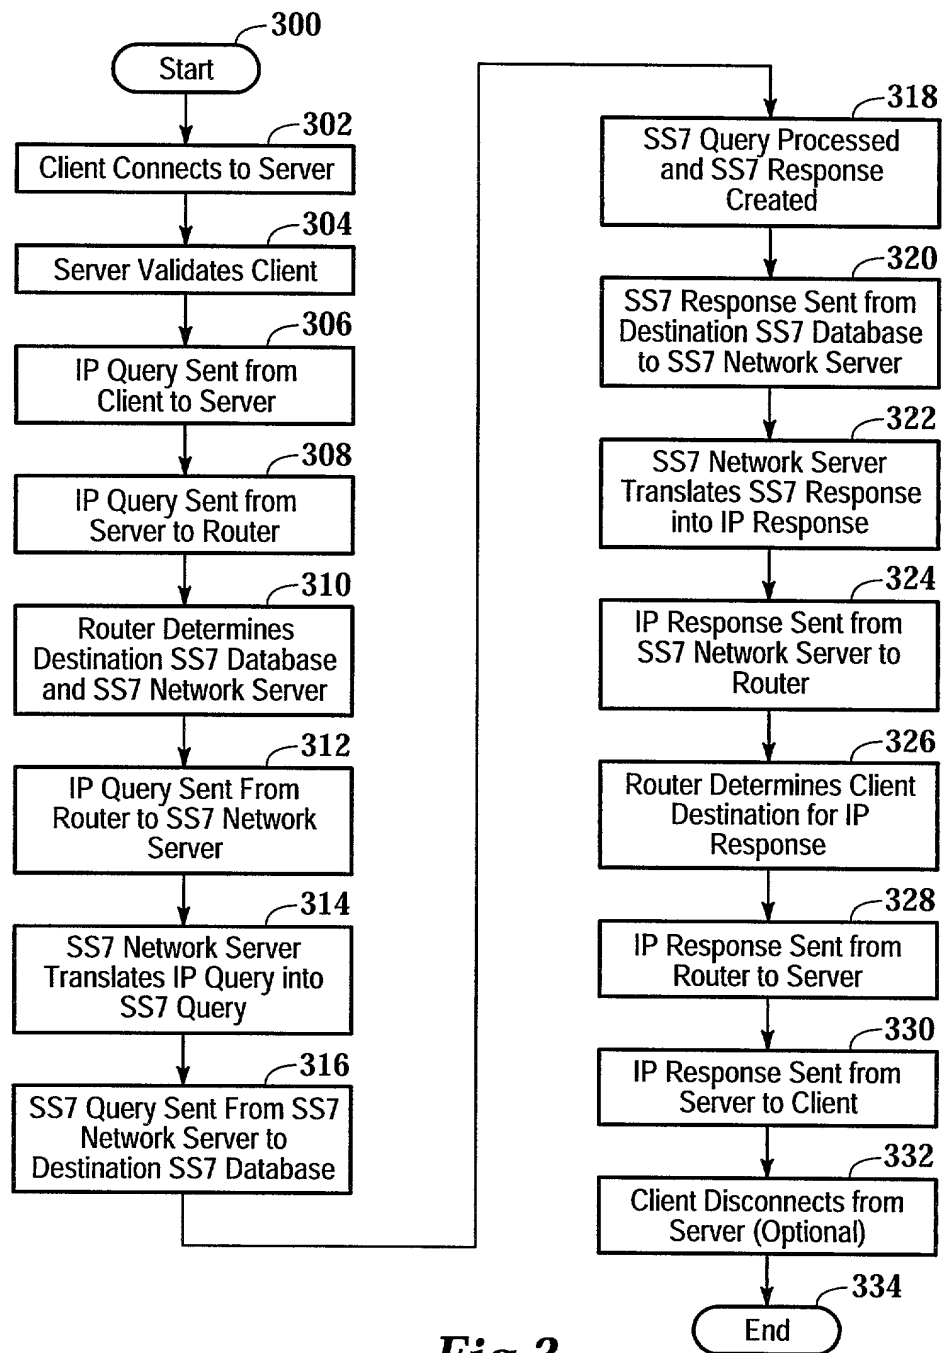 300
Start
302
Client Connects to Server
304
Server Validates Client
306
IP Query Sent from
Client to Server
308
IP Query Sent from
Server to Router
310
Router Determines
Destination SS7 Database
and SS7 Network Server
312
IP Query Sent From
Router to SS7 Network
Server
314
SS7 Network Server
Translates IP Query into
SS7 Query
316
SS7 Query Sent From SS7
Network Server to
Destination SS7 Database
318
SS7 Query Processed
and SS7 Response
Created
320
SS7 Response Sent from
Destination SS7 Database
to SS7 Network Server
322
SS7 Network Server
Translates SS7 Response
into IP Response
324
IP Response Sent from
SS7 Network Server to
Router
326
Router Determines Client
Destination for IP
Response
328
IP Response Sent from
Router to Server
330
IP Response Sent from
Server to Client
332
Client Disconnects from
Server (Optional)
334
End